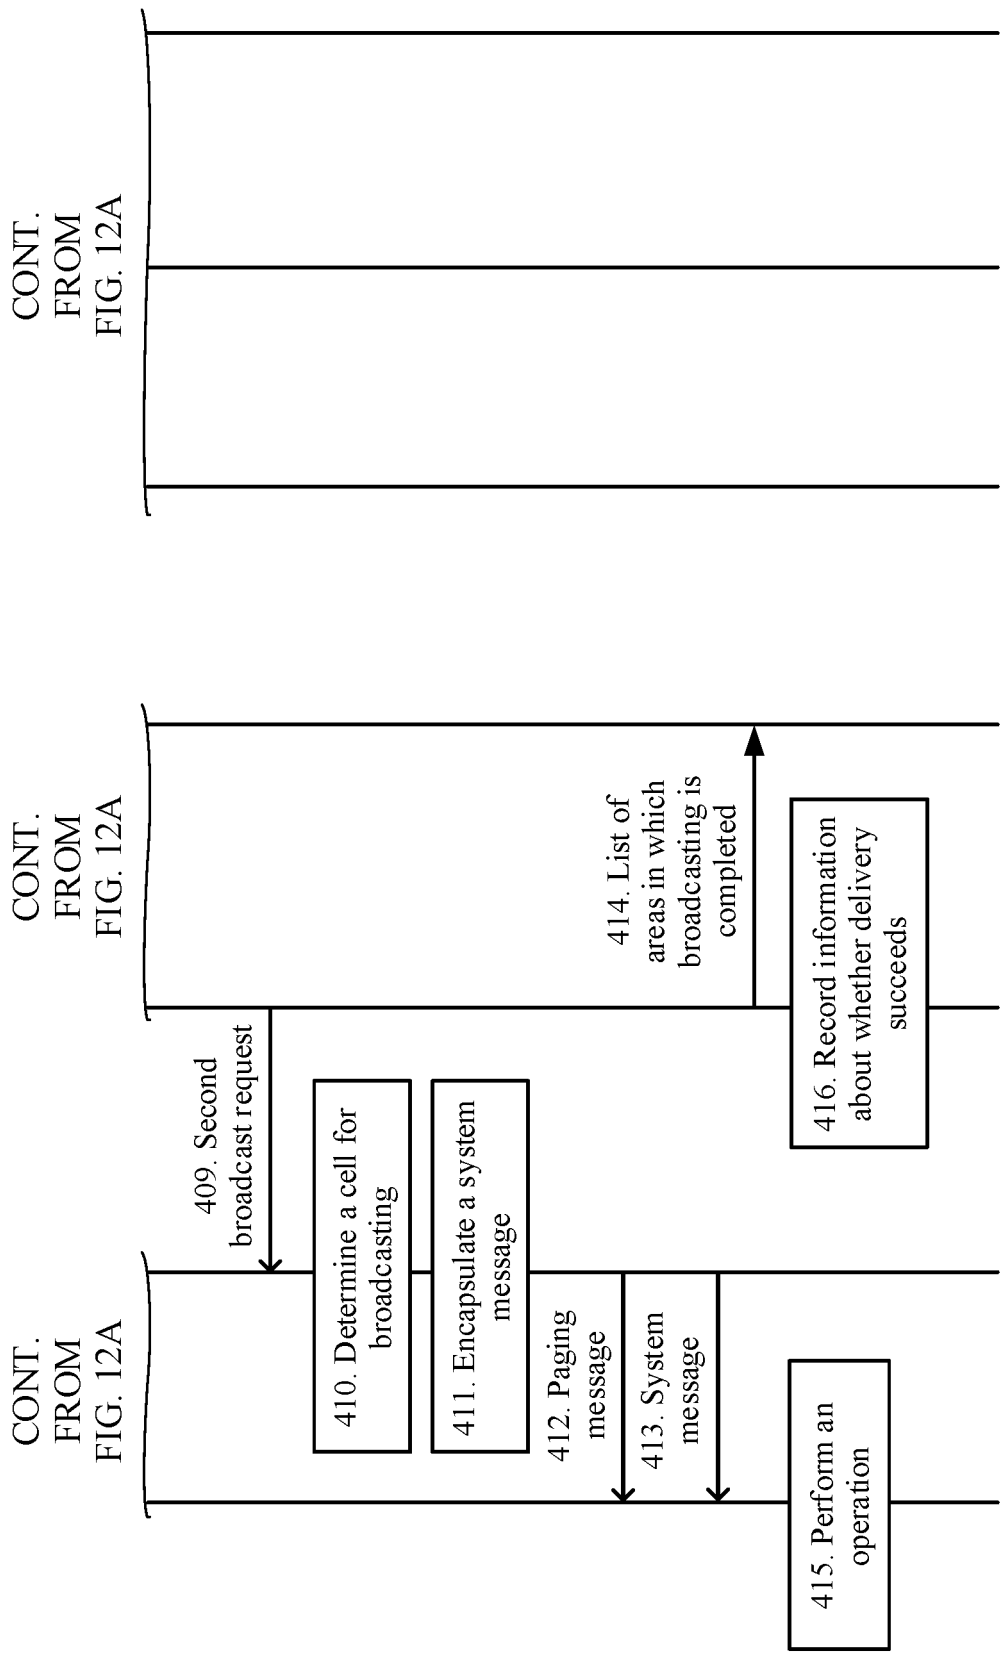 CONT.
FROM
FIG. 12A
CONT.
FROM
FIG. 12A
CONT.
FROM
FIG. 12A
409. Second
broadcast request
410. Determine a cell for
broadcasting
411. Encapsulate a system
message
412. Paging
message
413. System
message
414. List of
areas in which
broadcasting is
completed
415. Perform an
operation
416. Record information
about whether delivery
succeeds